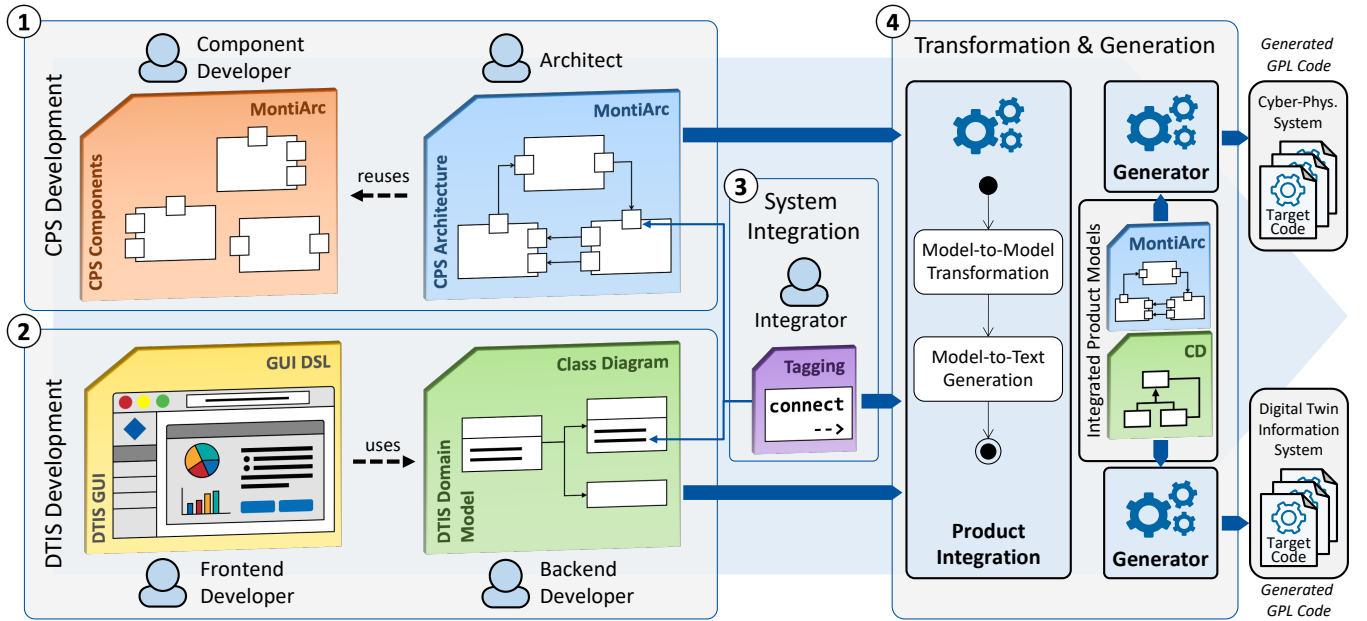 1
CPS Development
Component
Developer
MontiArc
CPS Components
reuses
Architect
MontiArc
CPS Architecture
2
DTIS Development
GUI DSL
DTIS GUI
Frontend
Developer
uses
Class Diagram
DTIS Domain
Model
Backend
Developer
3
System
Integration
Integrator
Tagging
connect
-->
4
Transformation & Generation
Model-to-Model
Transformation
Model-to-Text
Generation
Product
Integration
Generator
Integrated Product Models
MontiArc
CD
Generator
Generated
GPL Code
Cyber-Phys.
System
Target
Code
Digital Twin
Information
System
Target
Code
Generated
GPL Code